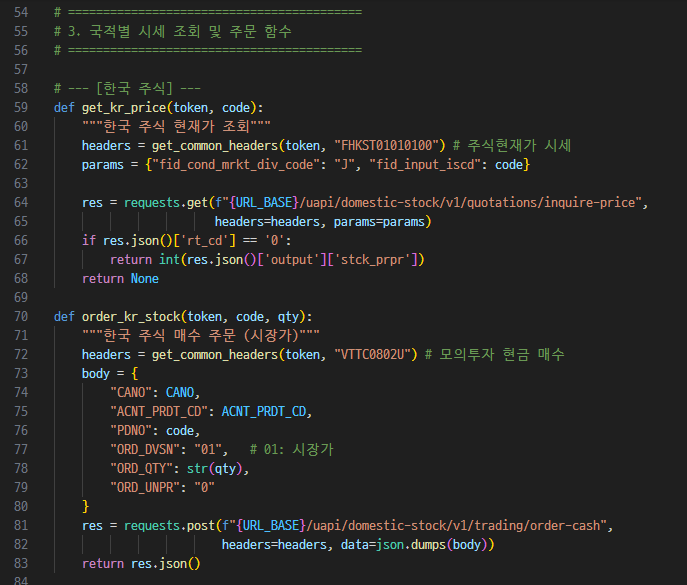 54 # ==========================================
55 # 3. 국적별 시세 조회 및 주문 함수
56 # ==========================================
57
58 # --- [한국 주식] ---
59 def get_kr_price(token, code):
60 """한국 주식 현재가 조회"""
61 headers = get_common_headers(token, "FHKST01010100") # 주식현재가 시세
62 params = {"fid_cond_mrkt_div_code": "J", "fid_input_iscd": code}
63
64 res = requests.get(f"{URL_BASE}/uapi/domestic-stock/v1/quotations/inquire-price",
65 headers=headers, params=params)
66 if res.json()['rt_cd'] == '0':
67 return int(res.json()['output']['stck_prpr'])
68 return None
69
70 def order_kr_stock(token, code, qty):
71 """한국 주식 매수 주문 (시장가)"""
72 headers = get_common_headers(token, "VTTC0802U") # 모의투자 현금 매수
73 body = {
74 "CANO": CANO,
75 "ACNT_PRDT_CD": ACNT_PRDT_CD,
76 "PDNO": code,
77 "ORD_DVSN": "01", # 01: 시장가
78 "ORD_QTY": str(qty),
79 "ORD_UNPR": "0"
80 }
81 res = requests.post(f"{URL_BASE}/uapi/domestic-stock/v1/trading/order-cash",
82 headers=headers, data=json.dumps(body))
83 return res.json()
84